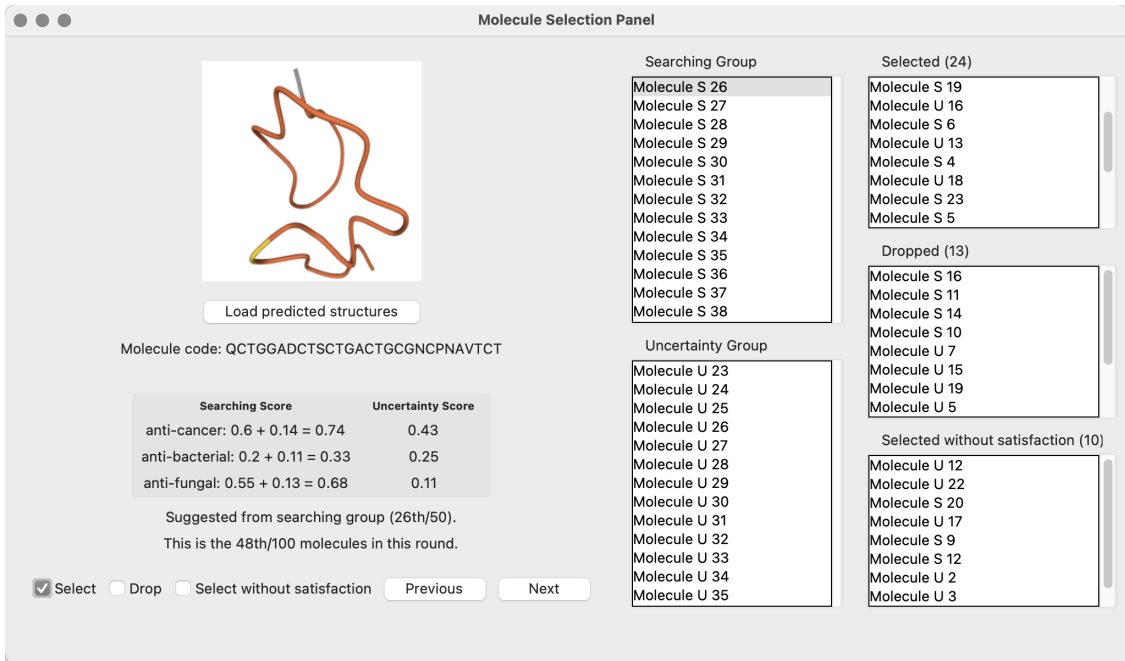 Molecule Selection Panel
Load predicted structures
Molecule code: QCTGGADCTSCTGACTGCGNCPNAVTCT
Searching Score Uncertainty Score
anti-cancer: 0.6 + 0.14 = 0.74 0.43
anti-bacterial: 0.2 + 0.11 = 0.33 0.25
anti-fungal: 0.55 + 0.13 = 0.68 0.11
Suggested from searching group (26th/50).
This is the 48th/100 molecules in this round.
Select Drop Select without satisfaction Previous Next
Searching Group
Molecule S 26
Molecule S 27
Molecule S 28
Molecule S 29
Molecule S 30
Molecule S 31
Molecule S 32
Molecule S 33
Molecule S 34
Molecule S 35
Molecule S 36
Molecule S 37
Molecule S 38
Uncertainty Group
Molecule U 23
Molecule U 24
Molecule U 25
Molecule U 26
Molecule U 27
Molecule U 28
Molecule U 29
Molecule U 30
Molecule U 31
Molecule U 32
Molecule U 33
Molecule U 34
Molecule U 35
Selected (24)
Molecule S 19
Molecule U 16
Molecule S 6
Molecule U 13
Molecule S 4
Molecule U 18
Molecule S 23
Molecule S 5
Dropped (13)
Molecule S 16
Molecule S 11
Molecule S 14
Molecule S 10
Molecule U 7
Molecule U 15
Molecule U 19
Molecule U 5
Selected without satisfaction (10)
Molecule U 12
Molecule U 22
Molecule S 20
Molecule U 17
Molecule S 9
Molecule S 12
Molecule U 2
Molecule U 3